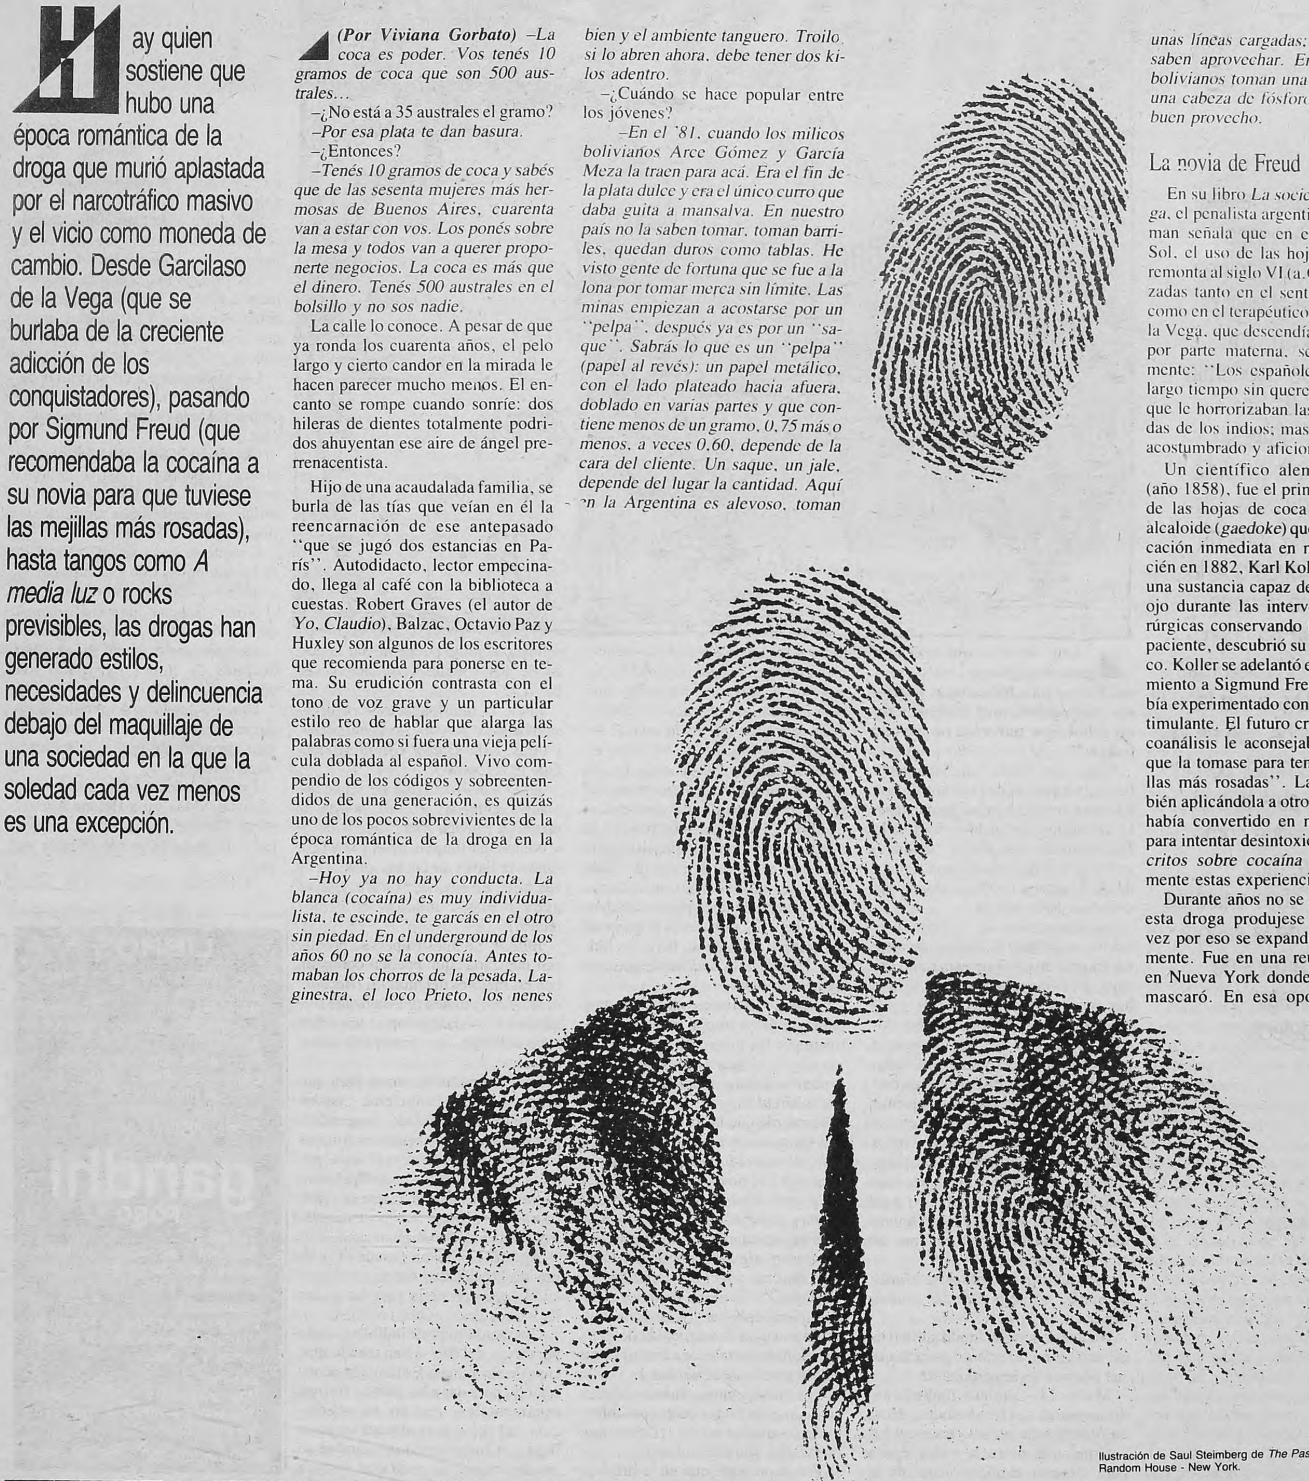 Hay quien
sostiene que
hubo una
época romántica de la
droga que murió aplastada
por el narcotráfico masivo
y el vicio como moneda de
cambio. Desde Garcilaso
de la Vega (que se
burlaba de la creciente
adicción de los
conquistadores), pasando
por Sigmund Freud (que
recomendaba la cocaína a
su novia para que tuviese
las mejillas más rosadas),
hasta tangos como A
media luz o rocks
previsibles, las drogas han
generado estilos,
necesidades y delincuencia
debajo del maquillaje de
una sociedad en la que la
soledad cada vez menos
es una excepción.
(Por Viviana Gorbato) –La
coca es poder. Vos tenés 10
gramos de coca que son 500 aus-
trales...
–¿No está a 35 australes el gramo?
–Por esa plata te dan basura.
–¿Entonces?
–Tenés 10 gramos de coca y sabés
que de las sesenta mujeres más her-
mosas de Buenos Aires, cuarenta
van a estar con vos. Los ponés sobre
la mesa y todos van a querer propo-
nerte negocios. La coca es más que
el dinero. Tenés 500 australes en el
bolsillo y no sos nadie.
La calle lo conoce. A pesar de que
ya ronda los cuarenta años, el pelo
largo y cierto candor en la mirada le
hacen parecer mucho menos. El en-
canto se rompe cuando sonríe: dos
hileras de dientes totalmente podri-
dos ahuyentan ese aire de ángel pre-
rrenacentista.
Hijo de una acaudalada familia, se
burla de las tías que veían en él la
reencarnación de ese antepasado
“que se jugó dos estancias en Pa-
rís”. Autodidacto, lector empecina-
do, llega al café con la biblioteca a
cuestas. Robert Graves (el autor de
Yo, Claudio), Balzac, Octavio Paz y
Huxley son algunos de los escritores
que recomienda para ponerse en te-
ma. Su erudición contrasta con el
tono de voz grave y un particular
estilo reo de hablar que alarga las
palabras como si fuera una vieja pelí-
cula doblada al español. Vivo com-
pendio de los códigos y sobreenten-
didos de una generación, es quizás
uno de los pocos sobrevivientes de la
época romántica de la droga en la
Argentina.
–Hoy ya no hay conducta. La
blanca (cocaína) es muy individua-
lista, te escinde, te garcás en el otro
sin piedad. En el underground de los
años 60 no se la conocía. Antes to-
maban los chorros de la pesada, La-
ginestra, el loco Prieto, los nenes
bien y el ambiente tanguero. Troilo
si lo abren ahora, debe tener dos ki-
los adentro.
–¿Cuándo se hace popular entre
los jóvenes?
–En el '81, cuando los milicos
bolivianos Arce Gómez y García
Meza la traen para acá. Era el fin de
la plata dulce y era el único curro que
daba guita a mansalva. En nuestro
país no la saben tomar, toman barri-
les, quedan duros como tablas. He
visto gente de fortuna que se fue a la
lona por tomar merca sin límite. Las
minas empiezan a acostarse por un
“pelpa”, después ya es por un “sa-
que”. Sabrás lo que es un “pelpa”
(papel al revés): un papel metálico,
con el lado plateado hacia afuera,
doblado en varias partes y que con-
tiene menos de un gramo, 0,75 más o
menos, a veces 0,60, depende de la
cara del cliente. Un saque, un jale,
depende del lugar la cantidad. Aquí
en la Argentina es alevoso, toman
unas líneas cargadas:
saben aprovechar. En
bolivianos toman una
una cabeza de fósforo
buen provecho.
La novia de Freud
En su libro La socie
ga, el penalista argenti
man señala que en e
Sol, el uso de las hoj
remonta al siglo VI (a.
zadas tanto en el sent
como en el terapéutico
la Vega, que descendía
por parte materna, se
mente: “Los españole
largo tiempo sin quere
que le horrorizaban las
das de los indios; mas
acostumbrado y aficion
Un científico alem
(año 1858), fue el prim
de las hojas de coca
alcaloide (gaedoke) que
cación inmediata en m
cién en 1882, Karl Kol
una sustancia capaz de
ojo durante las interv
rúrgicas conservando
paciente, descubrió su
co. Koller se adelantó e
miento a Sigmund Fre
bía experimentado con
timulante. El futuro cr
coanálisis le aconsejab
que la tomase para ten
llas más rosadas”. La
bién aplicándola a otro
había convertido en m
para intentar desintoxic
critos sobre cocaína
mente estas experienci
Durante años no se
esta droga produjese
vez por eso se expand
mente. Fue en una reu
en Nueva York donde
mascaró. En esa opo
Ilustración de Saul Steimberg de The Pas
Random House - New York.